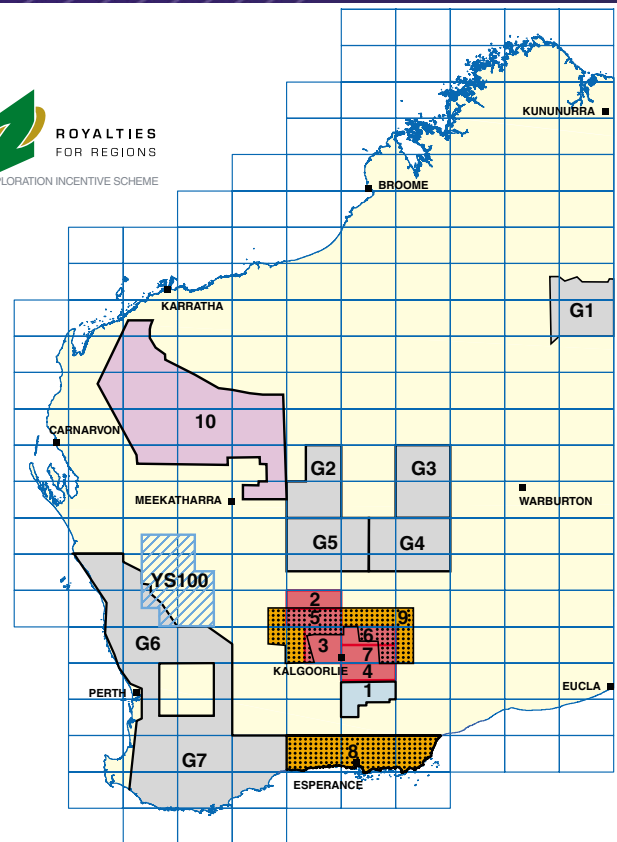 KUNUNURRA
ROYALTIES
FOR REGIONS
PLORATION INCENTIVE SCHEME
BROOME
KARRATHA
G1
10
CARNARVON
G2
G3
MEEKATHARRA
WARBURTON
G5
G4
YS100
2
5
9
6
G6
3
7
KALGOORLIE
4
EUCLA
PERTH
1
8
G7
ESPERANCE